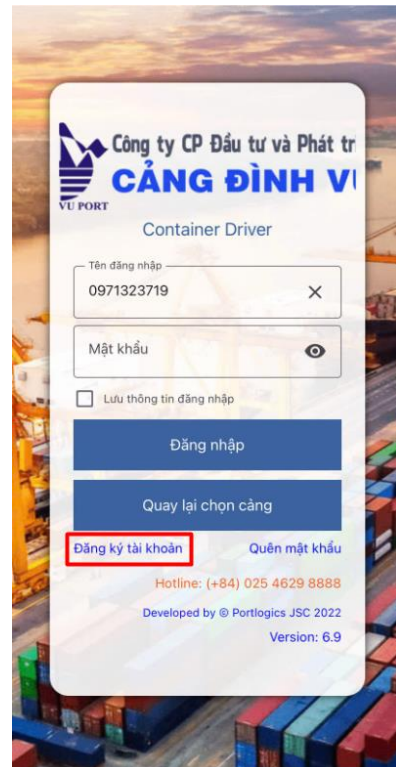 Công ty CP Đầu tư và Phát tr
CẢNG ĐÌNH V
VU PORT
Container Driver
Tên đăng nhập
0971323719
Mật khẩu
Lưu thông tin đăng nhập
Đăng nhập
Quay lại chọn cảng
Đăng ký tài khoản Quên mật khẩu
Hotline: (+84) 025 4629 8888
Developed by © Portlogics JSC 2022
Version: 6.9